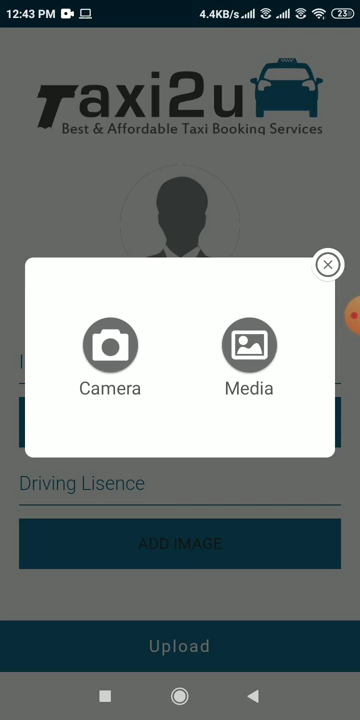 12:43 PM 4.4KB/s 23
Taxi2u
Best & Affordable Taxi Booking Services
Camera Media
Driving Lisence
ADD IMAGE
Upload